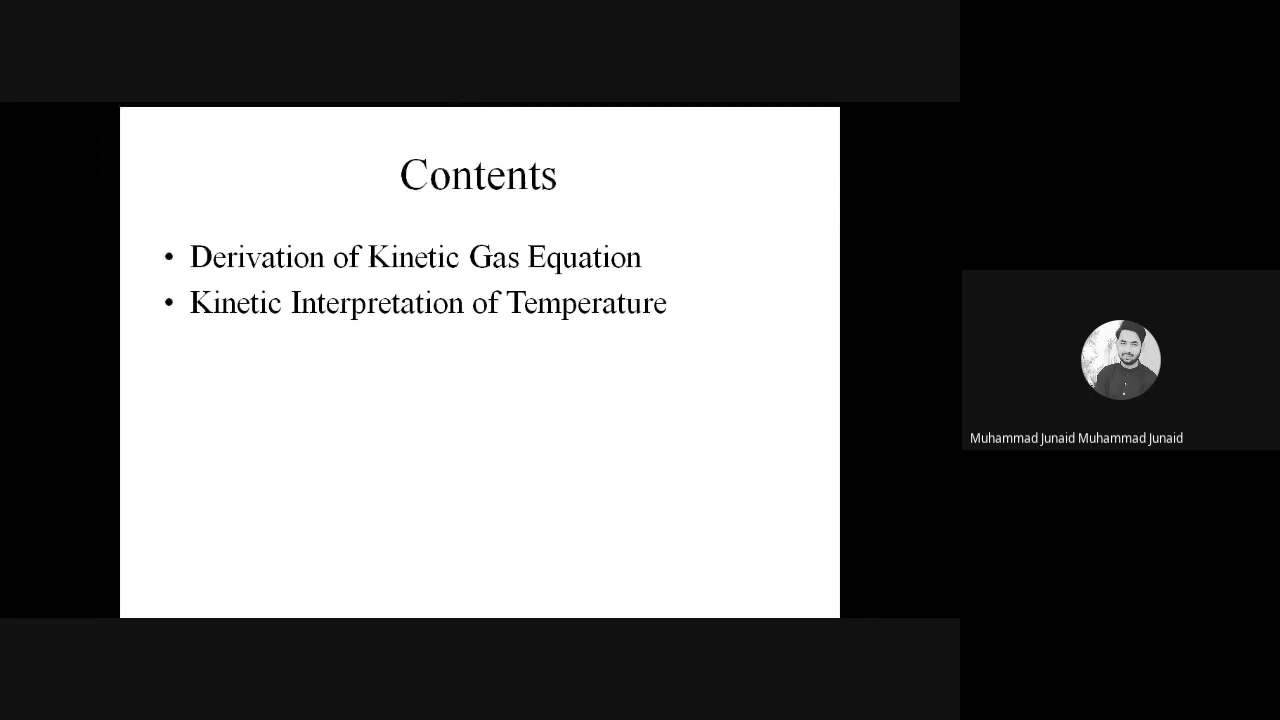 Contents
• Derivation of Kinetic Gas Equation
• Kinetic Interpretation of Temperature
Muhammad Junaid Muhammad Junaid